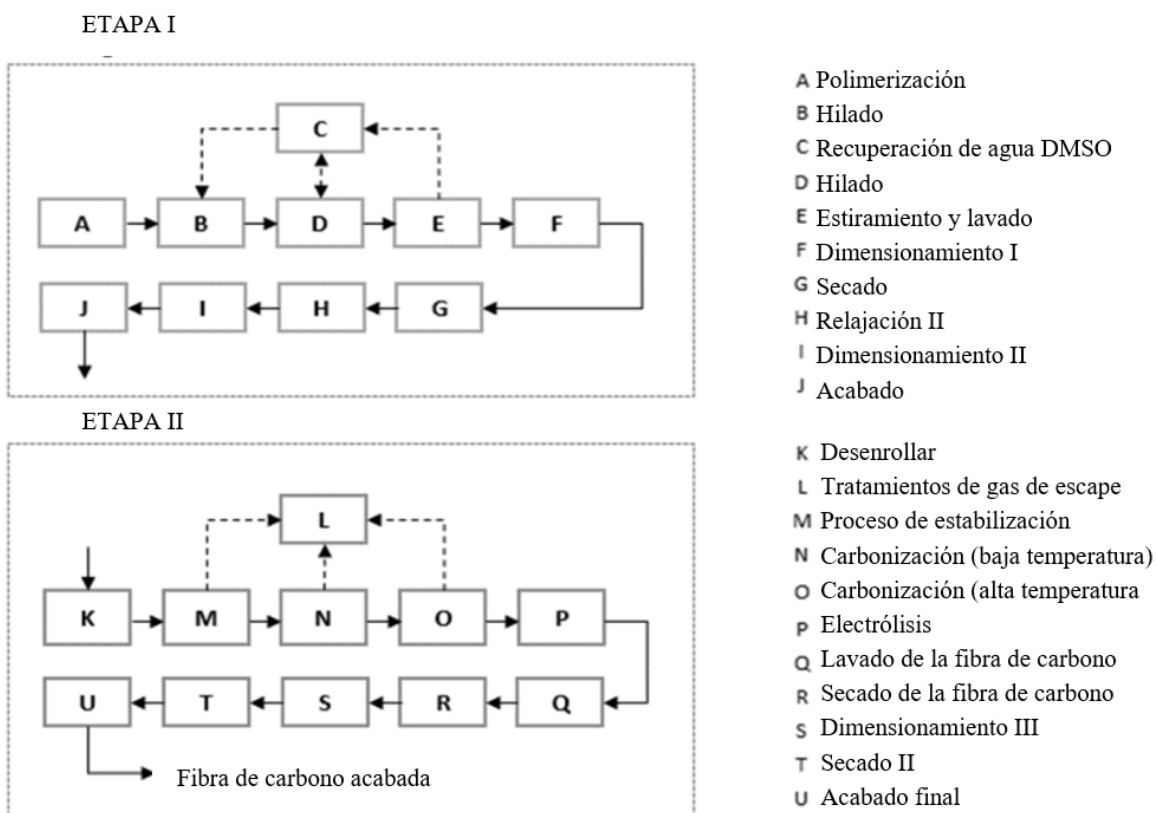 ETAPA I
C
A B D E F
J I H G
A Polimerización
B Hilado
C Recuperación de agua DMSO
D Hilado
E Estiramiento y lavado
F Dimensionamiento I
G Secado
H Relajación II
I Dimensionamiento II
J Acabado
ETAPA II
L
K M N O P
U T S R Q
Fibra de carbono acabada
K Desenrollar
L Tratamientos de gas de escape
M Proceso de estabilización
N Carbonización (baja temperatura)
O Carbonización (alta temperatura
P Electrólisis
Q Lavado de la fibra de carbono
R Secado de la fibra de carbono
S Dimensionamiento III
T Secado II
U Acabado final